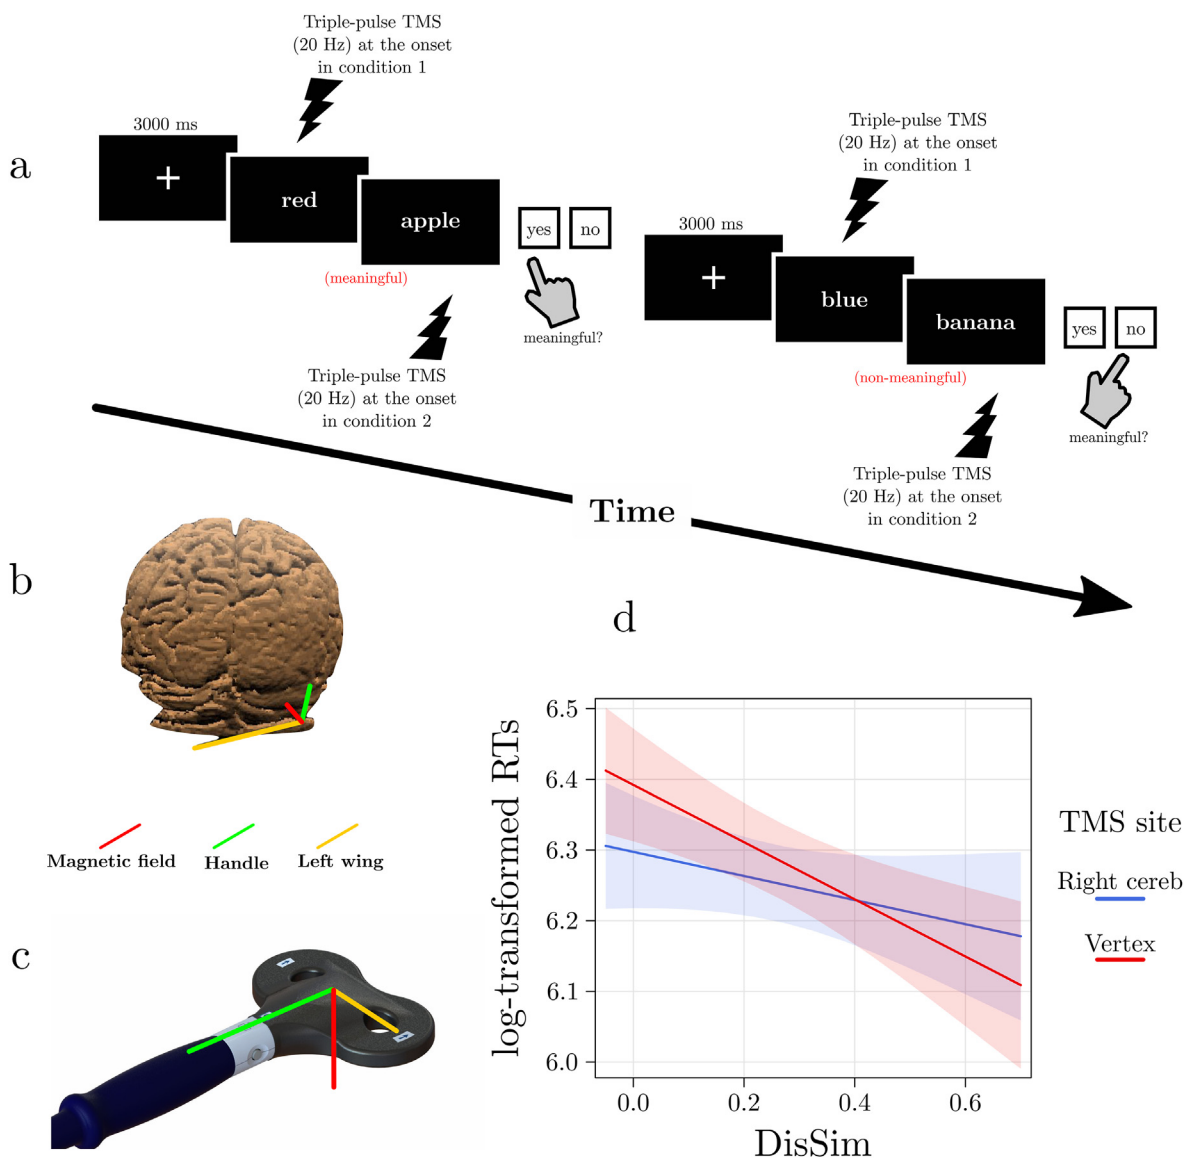 a
Triple-pulse TMS
(20 Hz) at the onset
in condition 1
3000 ms
+
red
apple
(meaningful)
yes
no
meaningful?
Triple-pulse TMS
(20 Hz) at the onset
in condition 2
Triple-pulse TMS
(20 Hz) at the onset
in condition 1
3000 ms
+
blue
banana
(non-meaningful)
yes
no
meaningful?
Triple-pulse TMS
(20 Hz) at the onset
in condition 2
Time
b
Magnetic field
Handle
Left wing
c
d
log-transformed RTs
6.5
6.4
6.3
6.2
6.1
6.0
0.0
0.2
0.4
0.6
DisSim
TMS site
Right cereb
Vertex